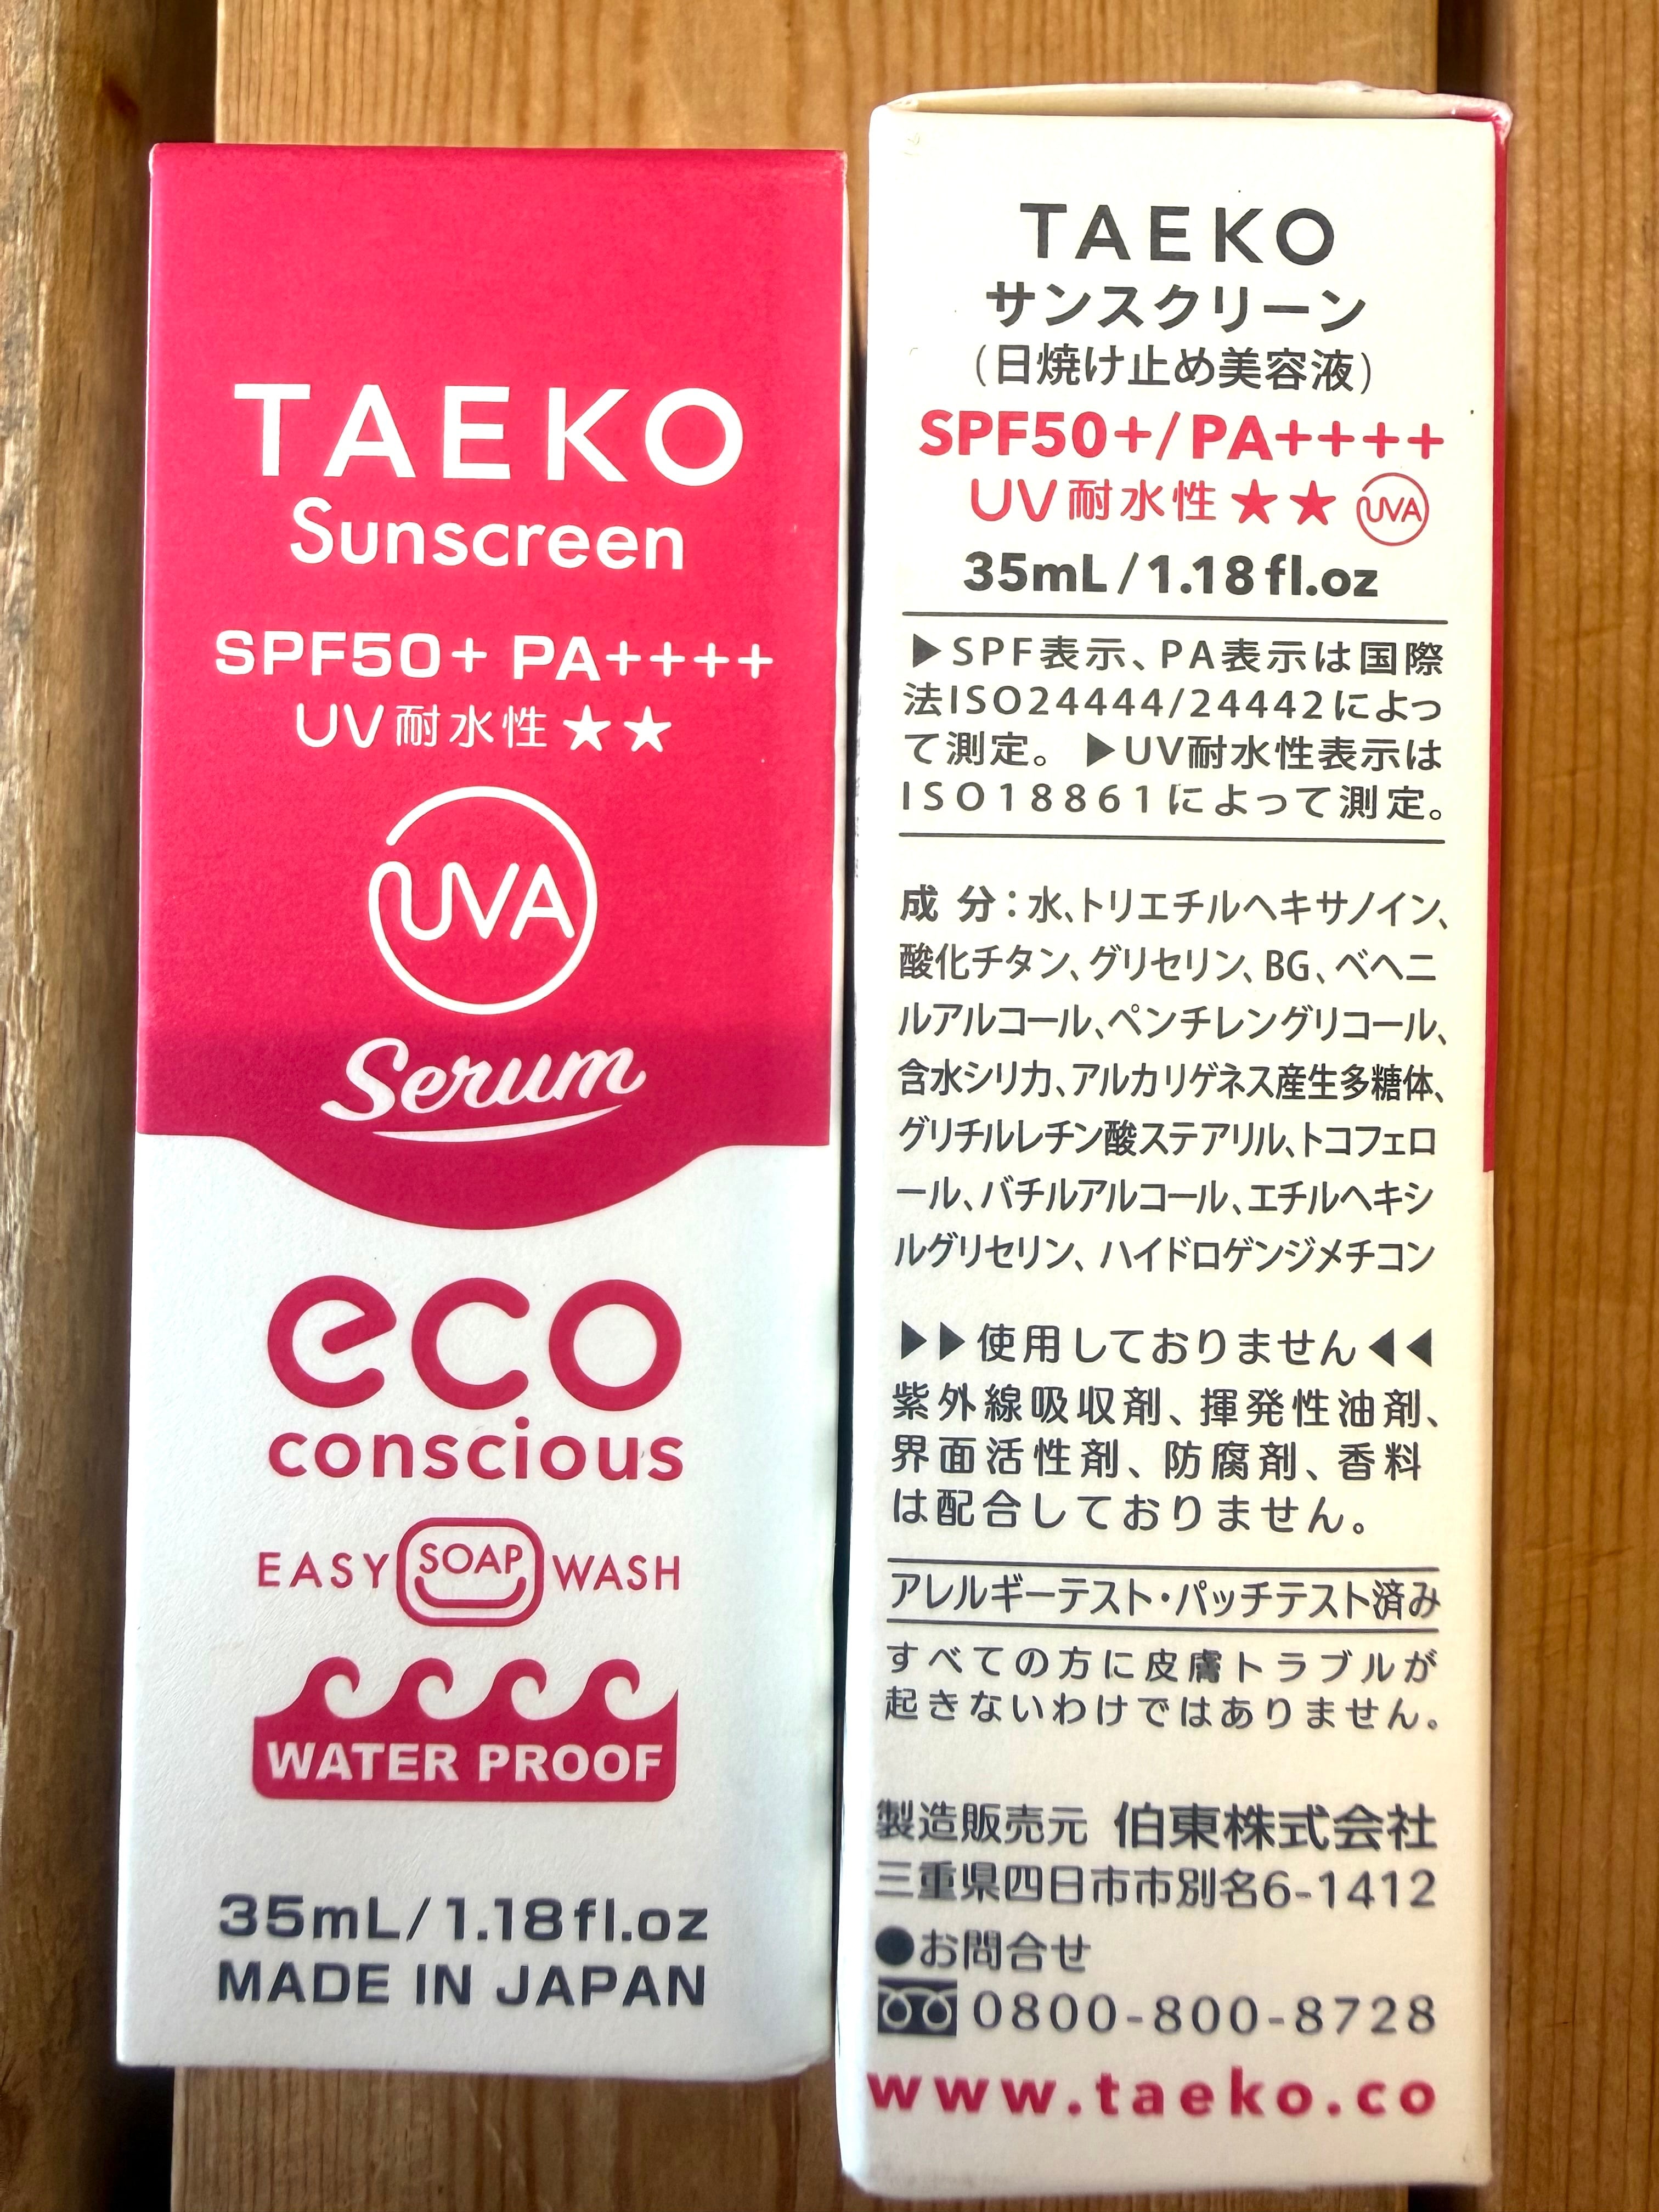 TAEKO
Sunscreen
SPF50+ PA++++
UV耐水性★★
UVA
Serum
eco
conscious
EASY SOAP WASH
WATER PROOF
35mL/1.18fl.oz
MADE IN JAPAN
TAEKO
サンスクリーン
(日焼け止め美容液)
SPF50+/PA++++
UV耐水性★★ UVA
35mL/1.18fl.oz
▶SPF表示、PA表示は国際
法ISO24444/24442によっ
て測定。▶UV耐水性表示は
ISO18861によって測定。
成分:水、トリエチルヘキサノイン、
酸化チタン、グリセリン、BG、ベヘニ
ルアルコール、ペンチレングリコール、
含水シリカ、アルカリゲネス産生多糖体、
グリチルレチン酸ステアリル、トコフェロ
ール、バチルアルコール、エチルヘキシ
ルグリセリン、ハイドロゲンジメチコン
▶▶使用しておりません◀◀
紫外線吸収剤、揮発性油剤、
界面活性剤、防腐剤、香料
は配合しておりません。
アレルギーテスト・パッチテスト済み
すべての方に皮膚トラブルが
起きないわけではありません。
製造販売元 伯東株式会社
三重県四日市市別名6-1412
●お問合せ
0800-800-8728
www.taeko.co